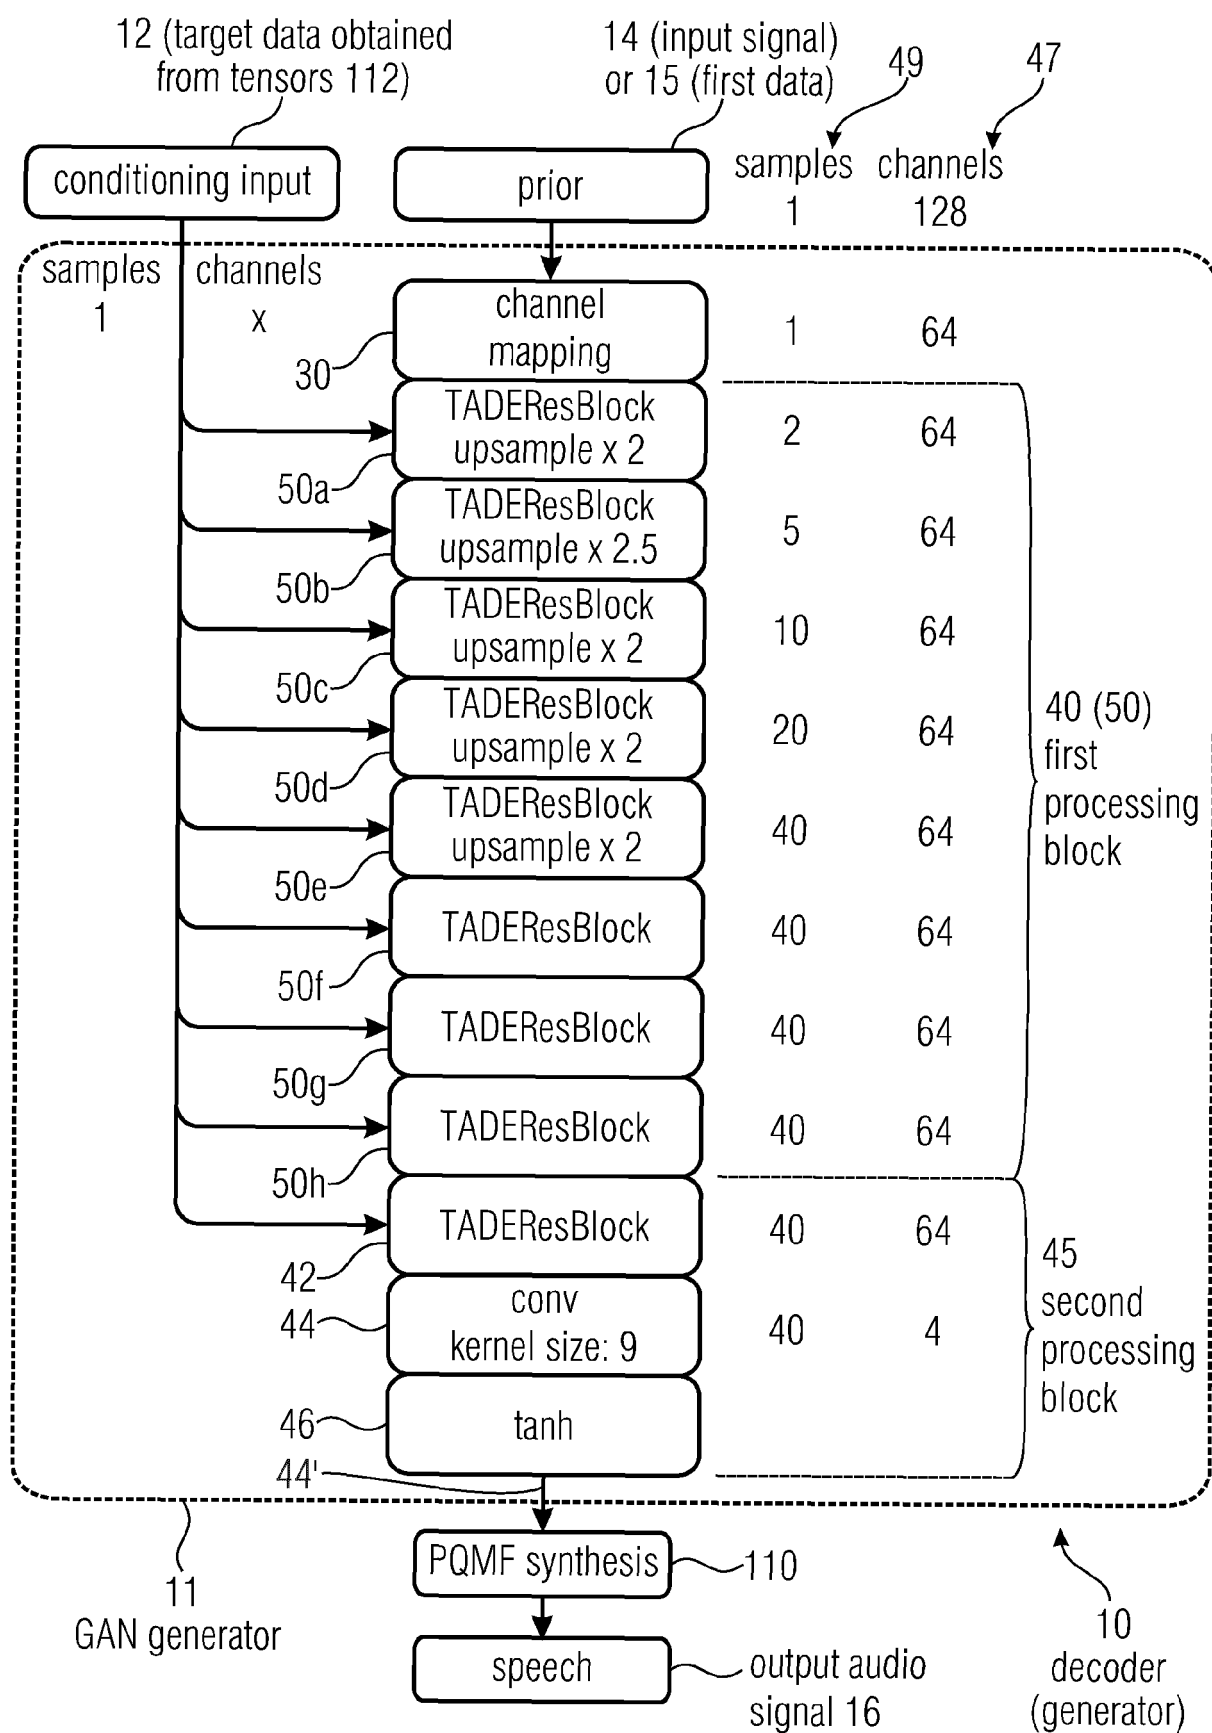 12 (target data obtained
from tensors 112)
14 (input signal)
or 15 (first data)
49
47
conditioning input
prior
samples channels
1 128
samples channels
1 x
channel
mapping
1 64
30
TADEResBlock
upsample x 2
2 64
50a
TADEResBlock
upsample x 2.5
5 64
50b
TADEResBlock
upsample x 2
10 64
50c
TADEResBlock
upsample x 2
20 64
50d
TADEResBlock
upsample x 2
40 64
50e
40 (50)
first
processing
block
TADEResBlock
40 64
50f
TADEResBlock
40 64
50g
TADEResBlock
40 64
50h
TADEResBlock
40 64
42
conv
kernel size: 9
40 4
44
45
second
processing
block
tanh
46
44'
PQMF synthesis
110
11
GAN generator
speech
output audio
signal 16
10
decoder
(generator)